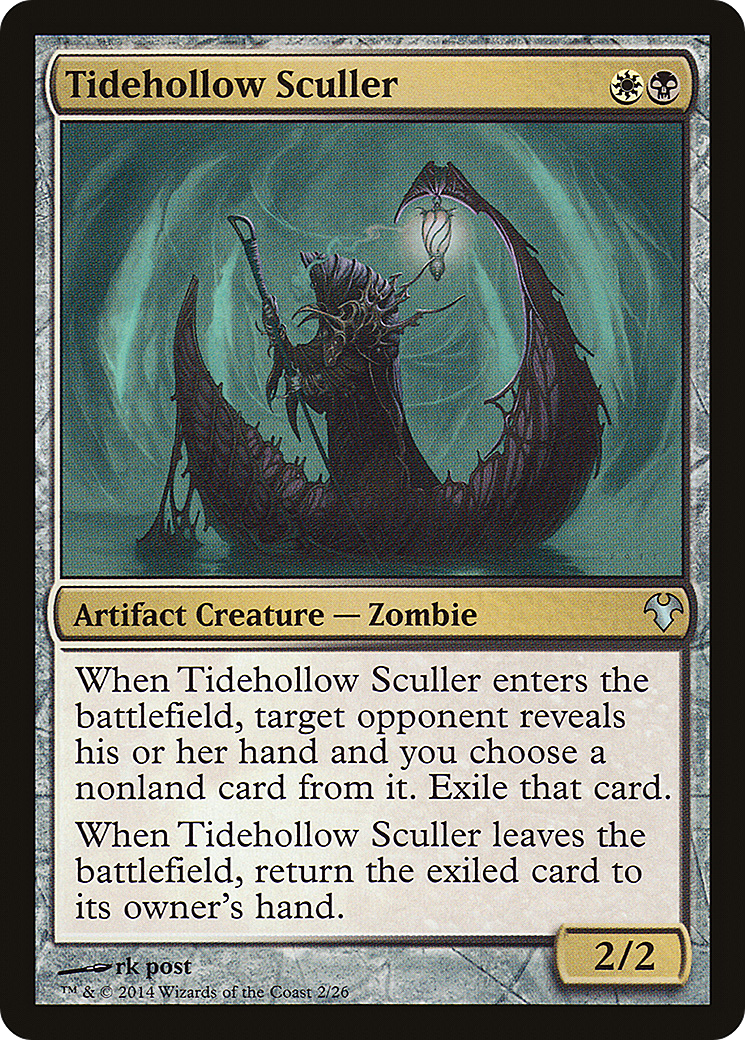 Tidehollow Sculler
Artifact Creature — Zombie
When Tidehollow Sculler enters the
battlefield, target opponent reveals
his or her hand and you choose a
nonland card from it. Exile that card.
When Tidehollow Sculler leaves the
battlefield, return the exiled card to
its owner's hand.
2/2
rk post
™ & © 2014 Wizards of the Coast 2/26